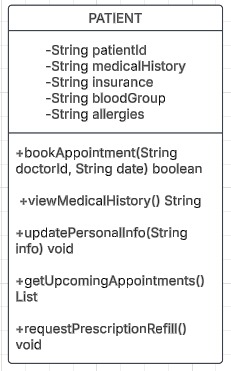 PATIENT
-String patientId
-String medicalHistory
-String insurance
-String bloodGroup
-String allergies
+bookAppointment(String
doctorId, String date) boolean
+viewMedicalHistory() String
+updatePersonalInfo(String
info) void
+getUpcomingAppointments()
List
+requestPrescriptionRefill()
void